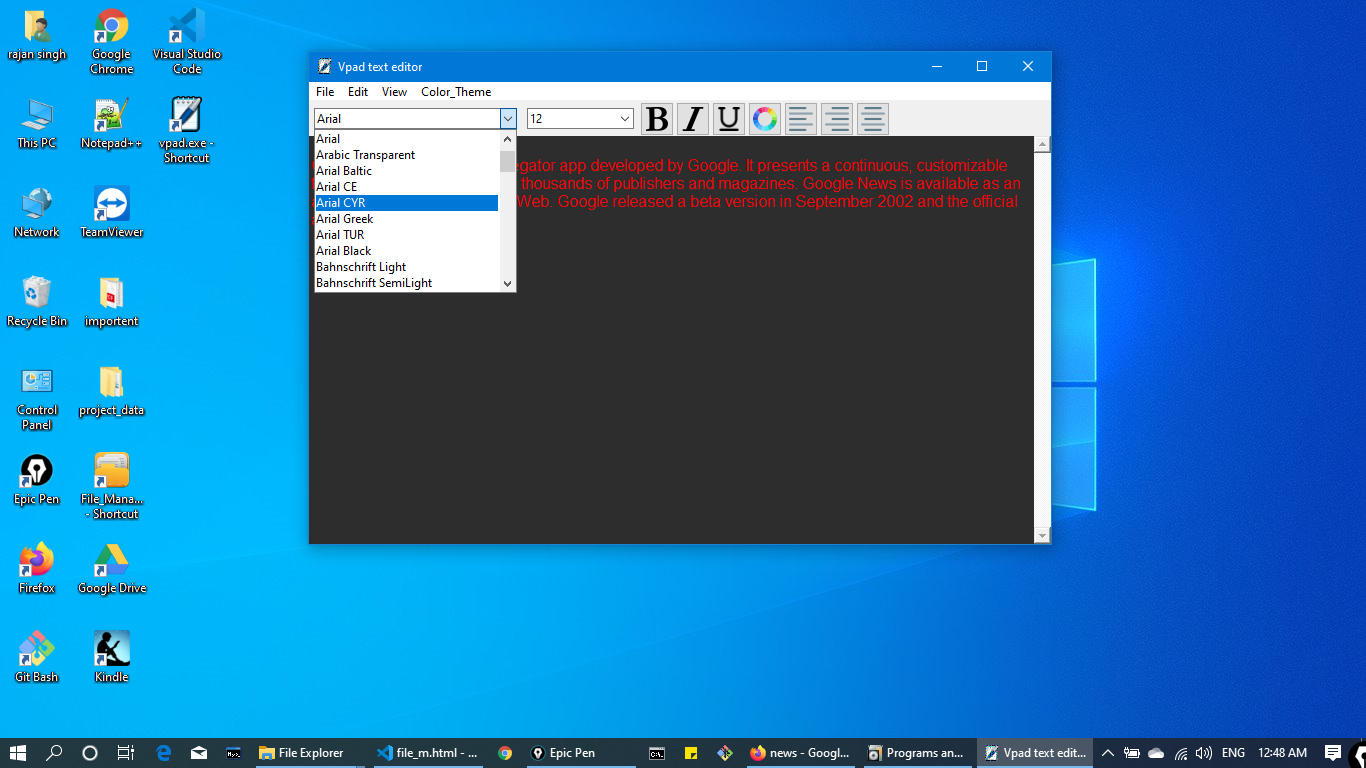 rajan singh
Google Chrome
Visual Studio Code
This PC
Notepad++
vpad.exe - Shortcut
Network
TeamViewer
Recycle Bin
importent
Control Panel
project_data
Epic Pen
File_Mana... - Shortcut
Firefox
Google Drive
Git Bash
Kindle
Vpad text editor
File Edit View Color_Theme
Arial 12 B I U
Arial
Arabic Transparent
Arial Baltic
Arial CE
Arial CYR
Arial Greek
Arial TUR
Arial Black
Bahnschrift Light
Bahnschrift SemiLight
egator app developed by Google. It presents a continuous, customizable
thousands of publishers and magazines. Google News is available as an
Web. Google released a beta version in September 2002 and the official
File Explorer file_m.html - ... Epic Pen news - Googl... Programs an... Vpad text edit... ENG 12:48 AM